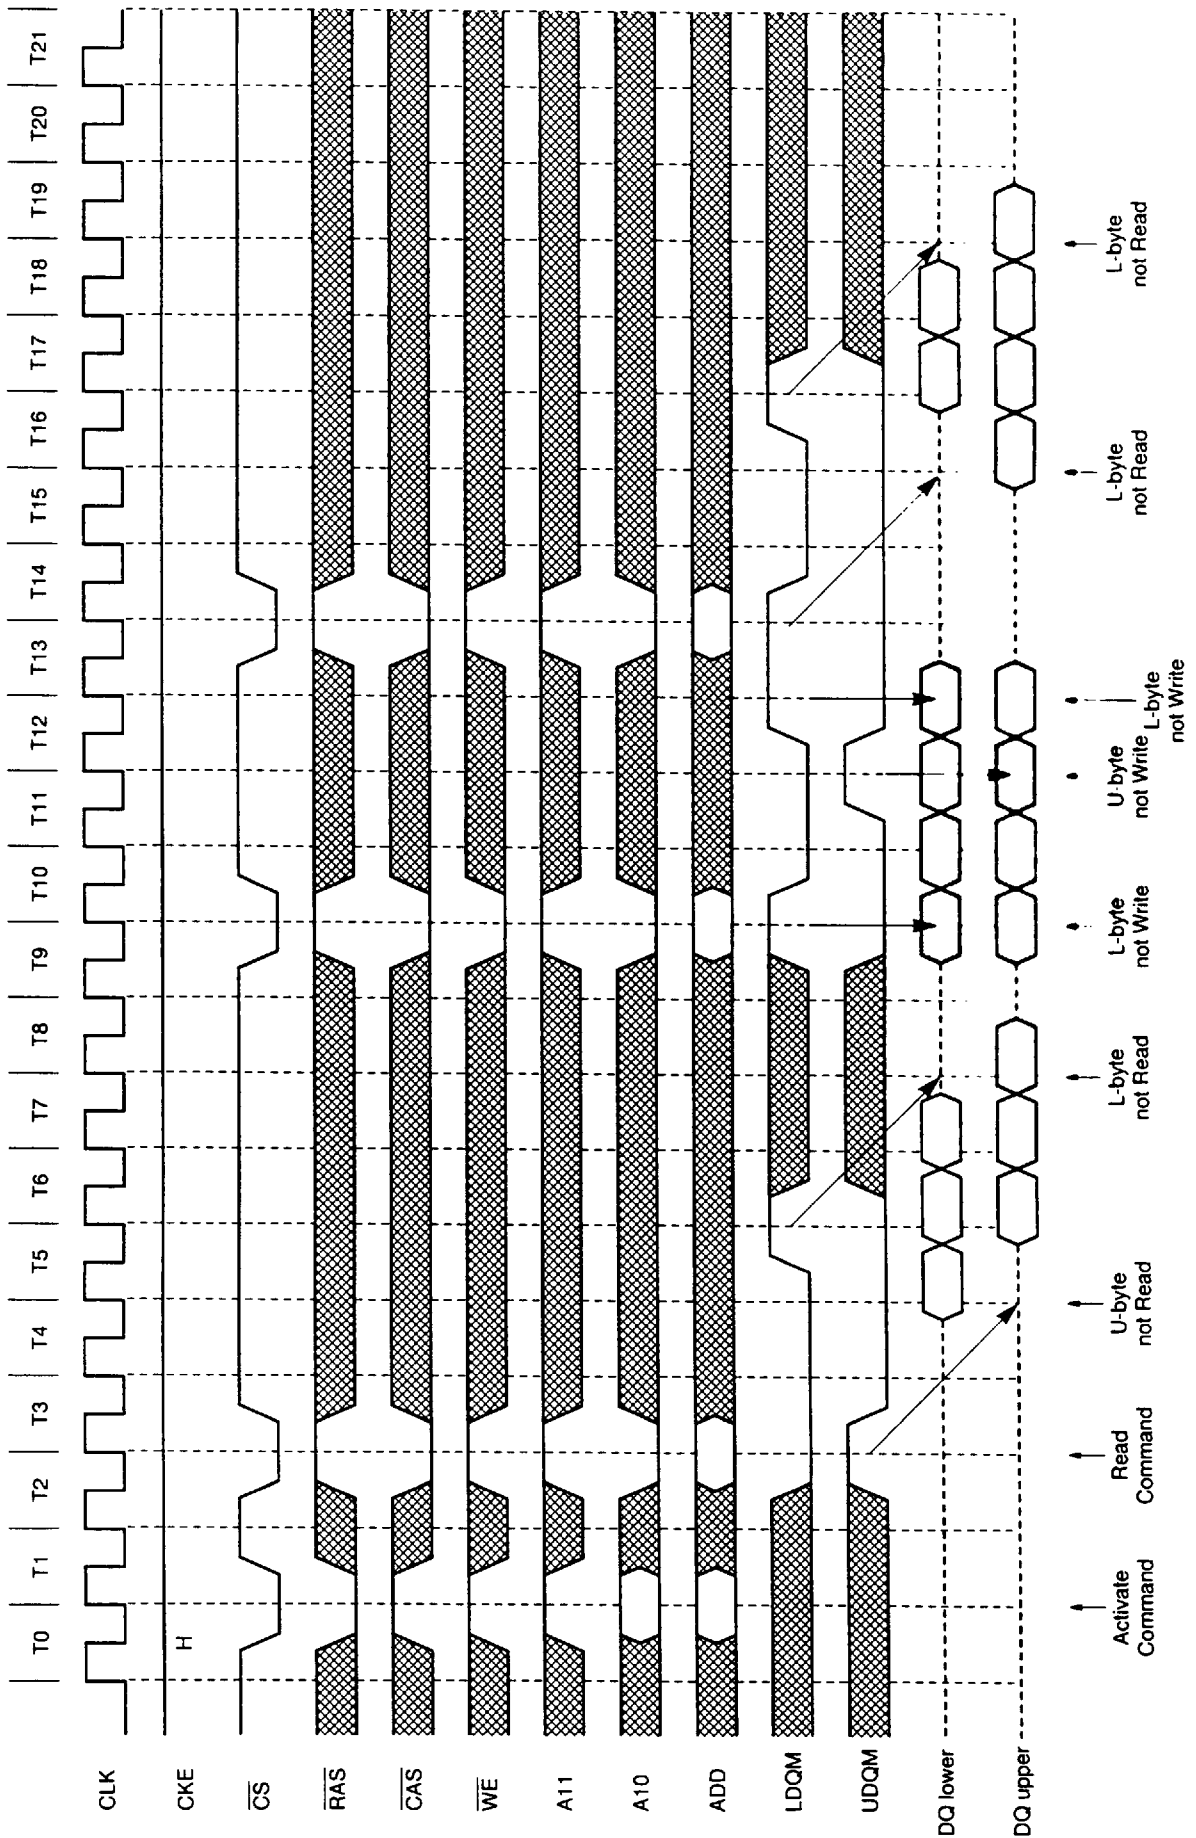 T0 T1 T2 T3 T4 T5 T6 T7 T8 T9 T10 T11 T12 T13 T14 T15 T16 T17 T18 T19 T20 T21
CLK
CKE
H
CS
RAS
CAS
WE
A11
A10
ADD
LDQM
UDQM
DQ lower
DQ upper
Activate
Command
Read
Command
U-byte
not Read
L-byte
not Read
L-byte
not Write
U-byte
not Write
L-byte
not Write
L-byte
not Read
L-byte
not Read